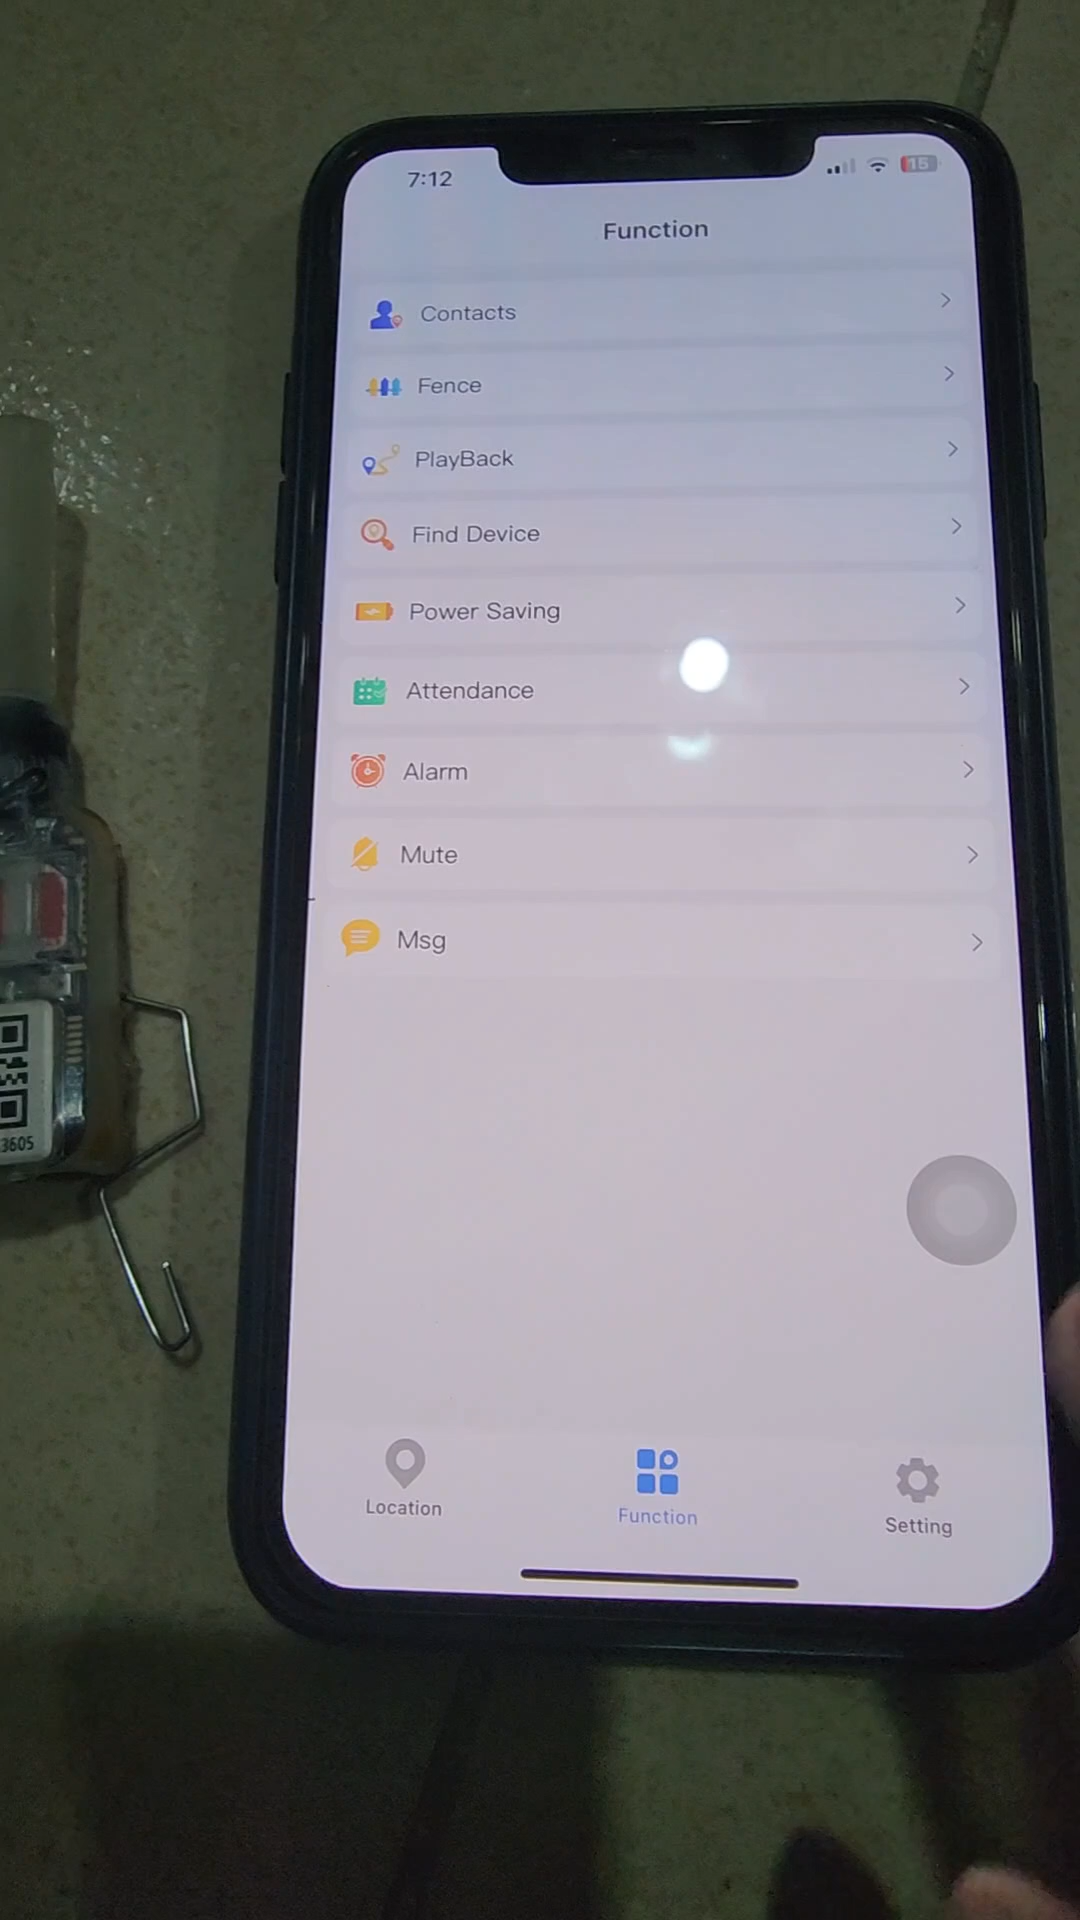 7:12
15
Function
Contacts
Fence
PlayBack
Find Device
Power Saving
Attendance
Alarm
Mute
Msg
3605
Location
Function
Setting